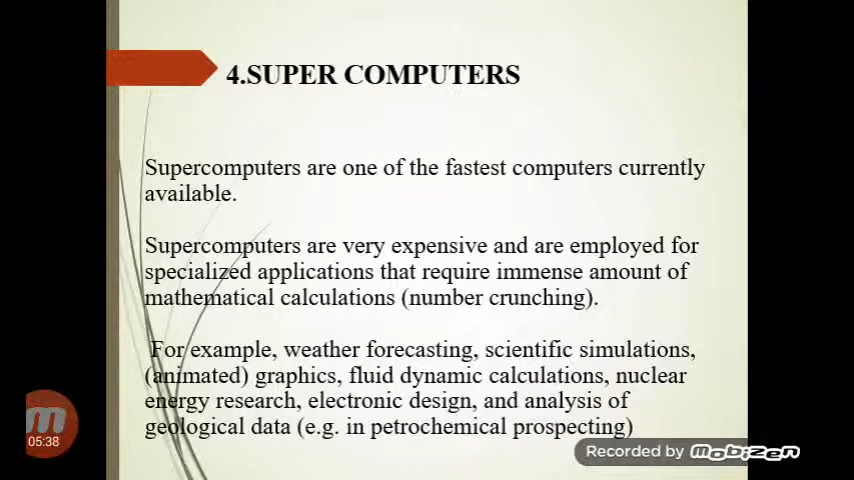 4.SUPER COMPUTERS
Supercomputers are one of the fastest computers currently
available.
Supercomputers are very expensive and are employed for
specialized applications that require immense amount of
mathematical calculations (number crunching).
For example, weather forecasting, scientific simulations,
(animated) graphics, fluid dynamic calculations, nuclear
energy research, electronic design, and analysis of
geological data (e.g. in petrochemical prospecting)
m
05:38
Recorded by mobizen